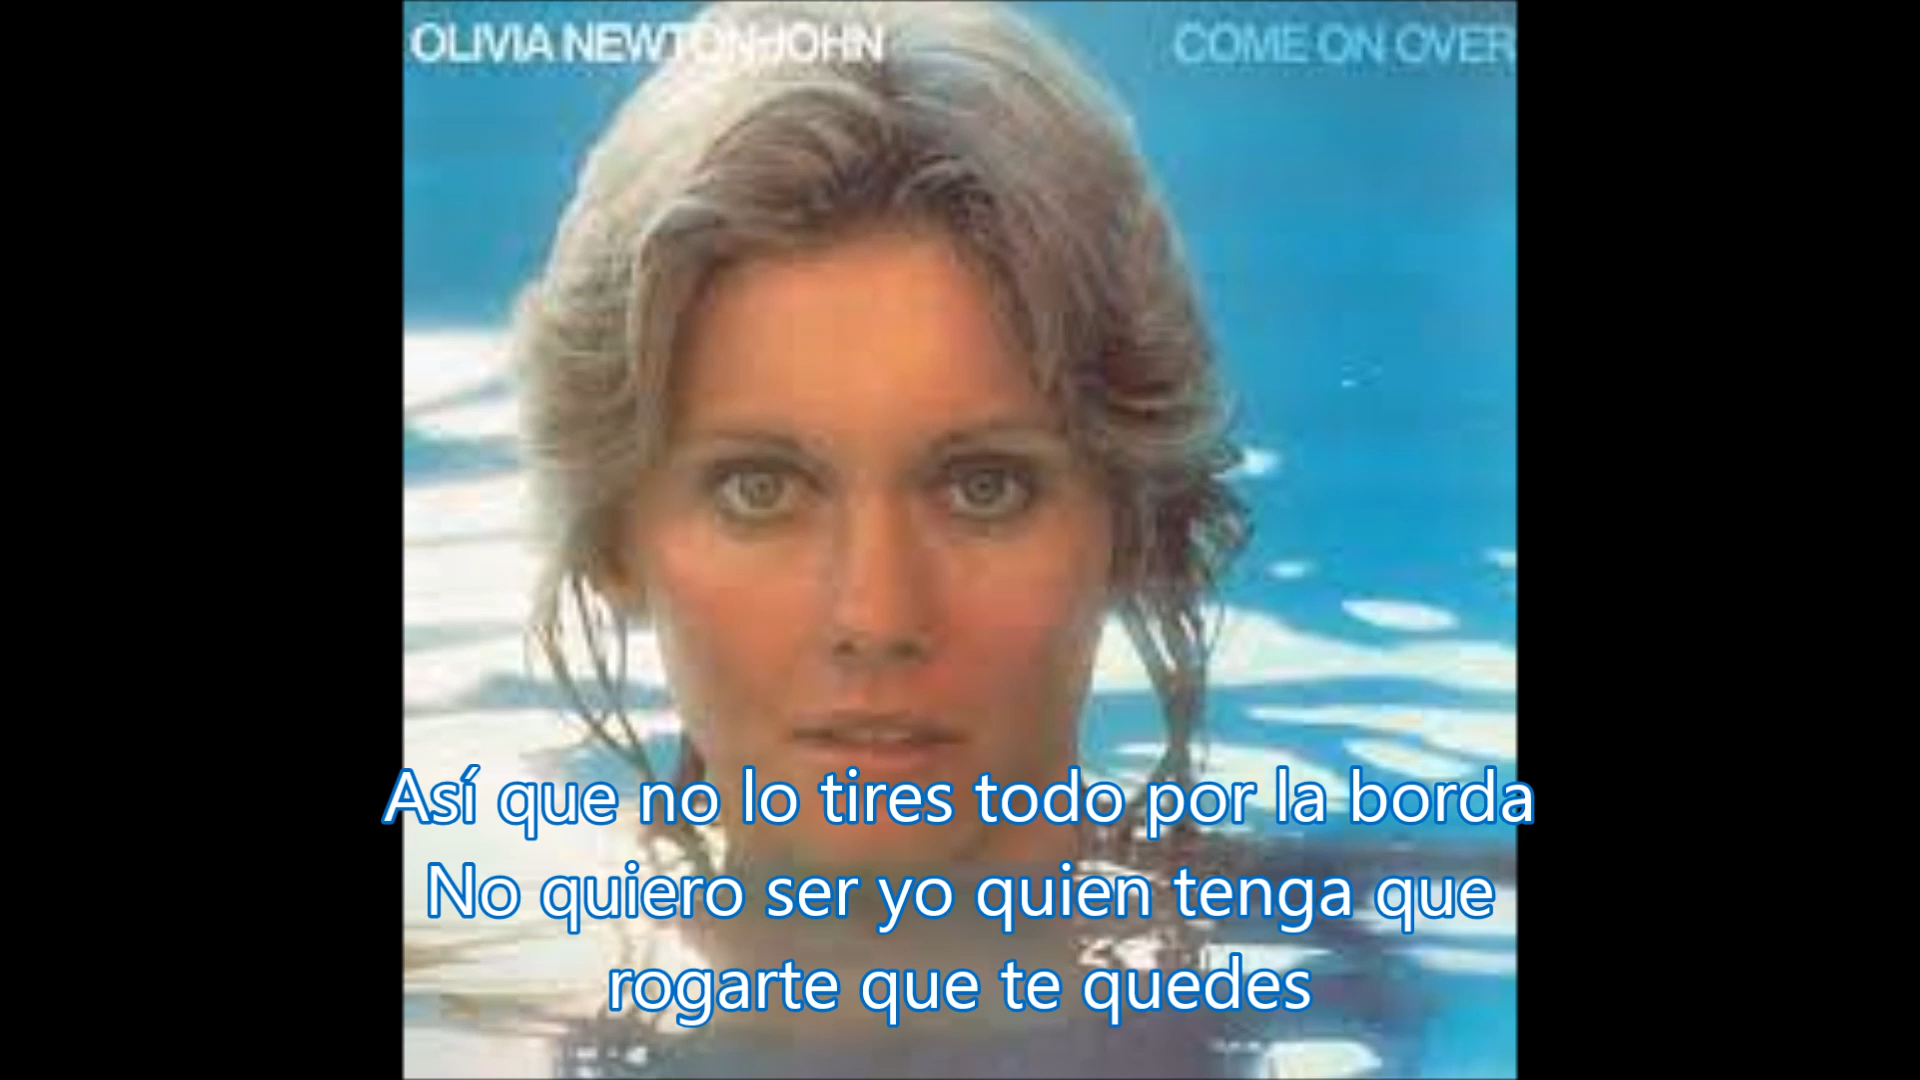 OLIVIA NEWTON-JOHN COME ON OVER
Así que no lo tires todo por la borda
No quiero ser yo quien tenga que
rogarte que te quedes